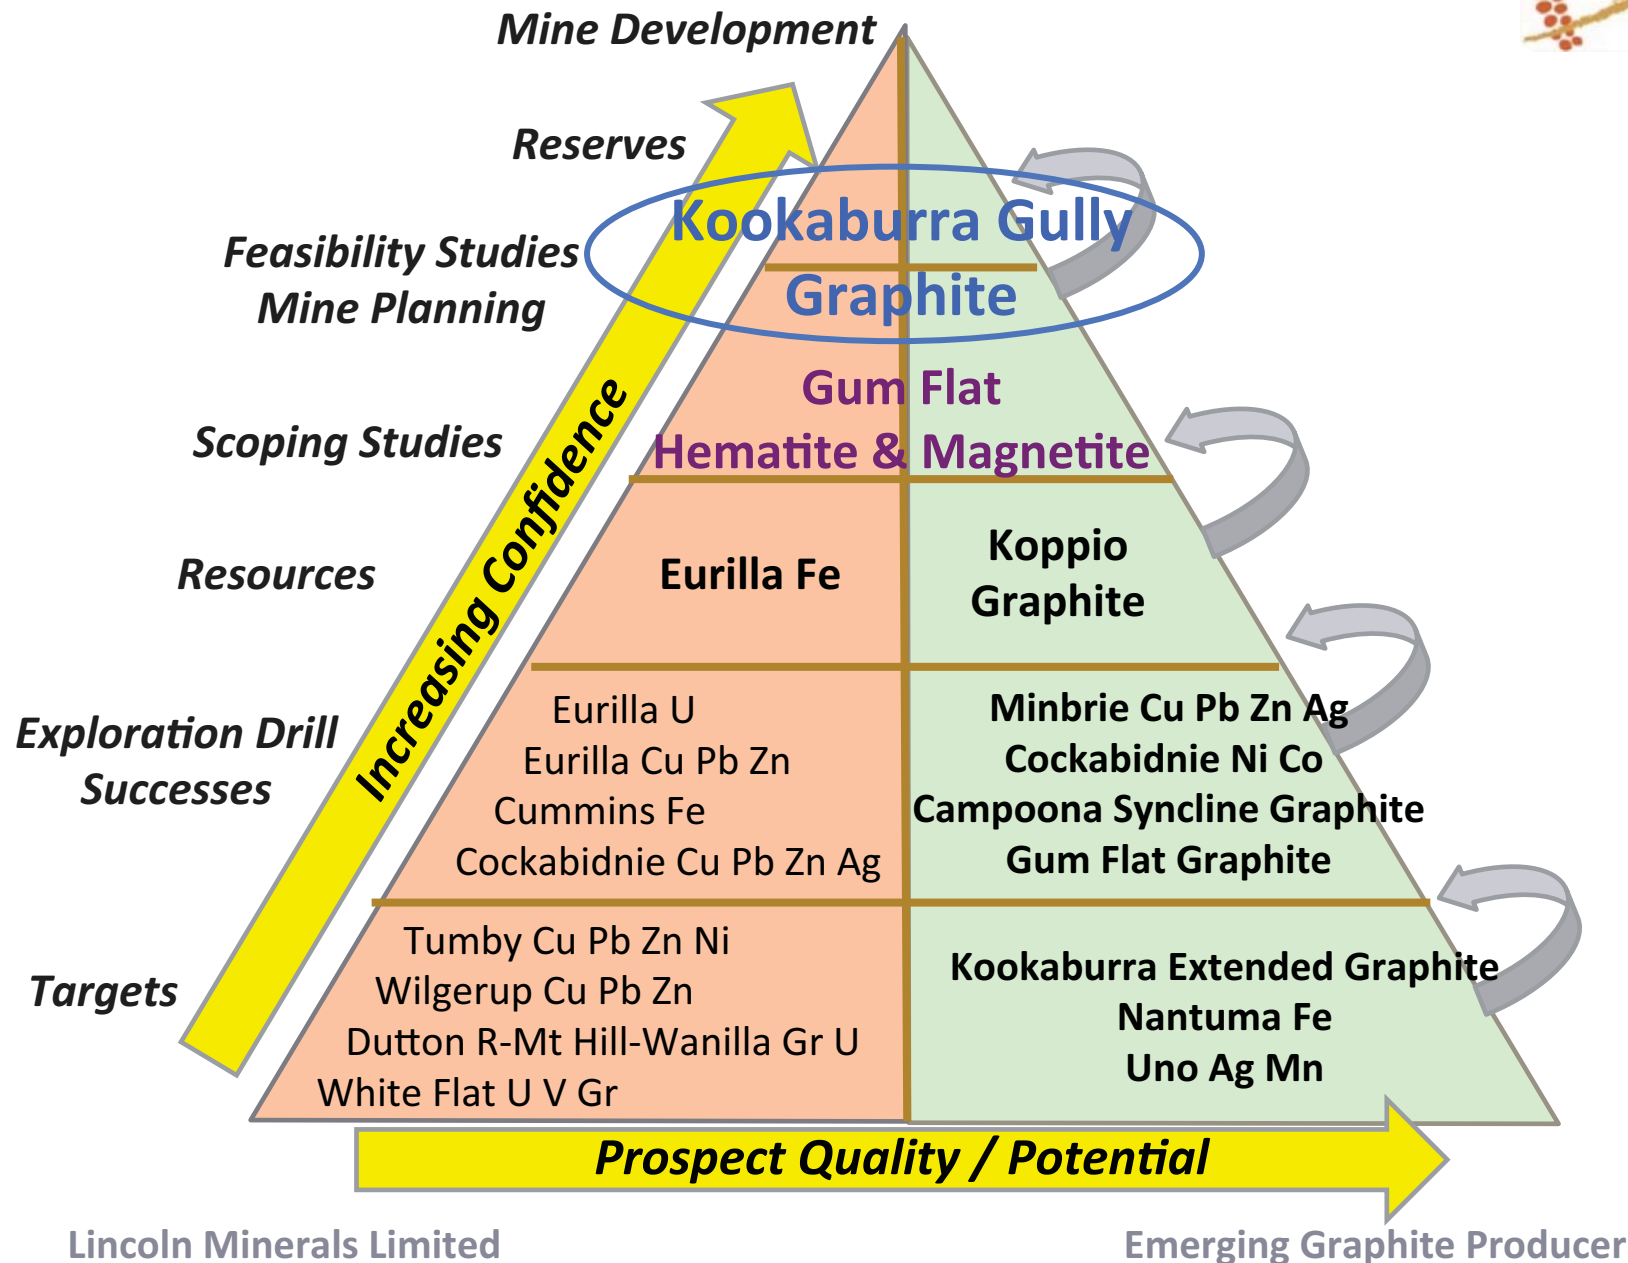 Mine Development
Reserves
Kookaburra Gully
Graphite
Feasibility Studies
Mine Planning
Gum Flat
Hematite & Magnetite
Scoping Studies
Increasing Confidence
Resources
Eurilla Fe
Koppio
Graphite
Exploration Drill
Successes
Eurilla U
Eurilla Cu Pb Zn
Cummins Fe
Cockabidnie Cu Pb Zn Ag
Minbrie Cu Pb Zn Ag
Cockabidnie Ni Co
Campoona Syncline Graphite
Gum Flat Graphite
Targets
Tumby Cu Pb Zn Ni
Wilgerup Cu Pb Zn
Dutton R-Mt Hill-Wanilla Gr U
White Flat U V Gr
Kookaburra Extended Graphite
Nantuma Fe
Uno Ag Mn
Prospect Quality / Potential
Lincoln Minerals Limited
Emerging Graphite Producer